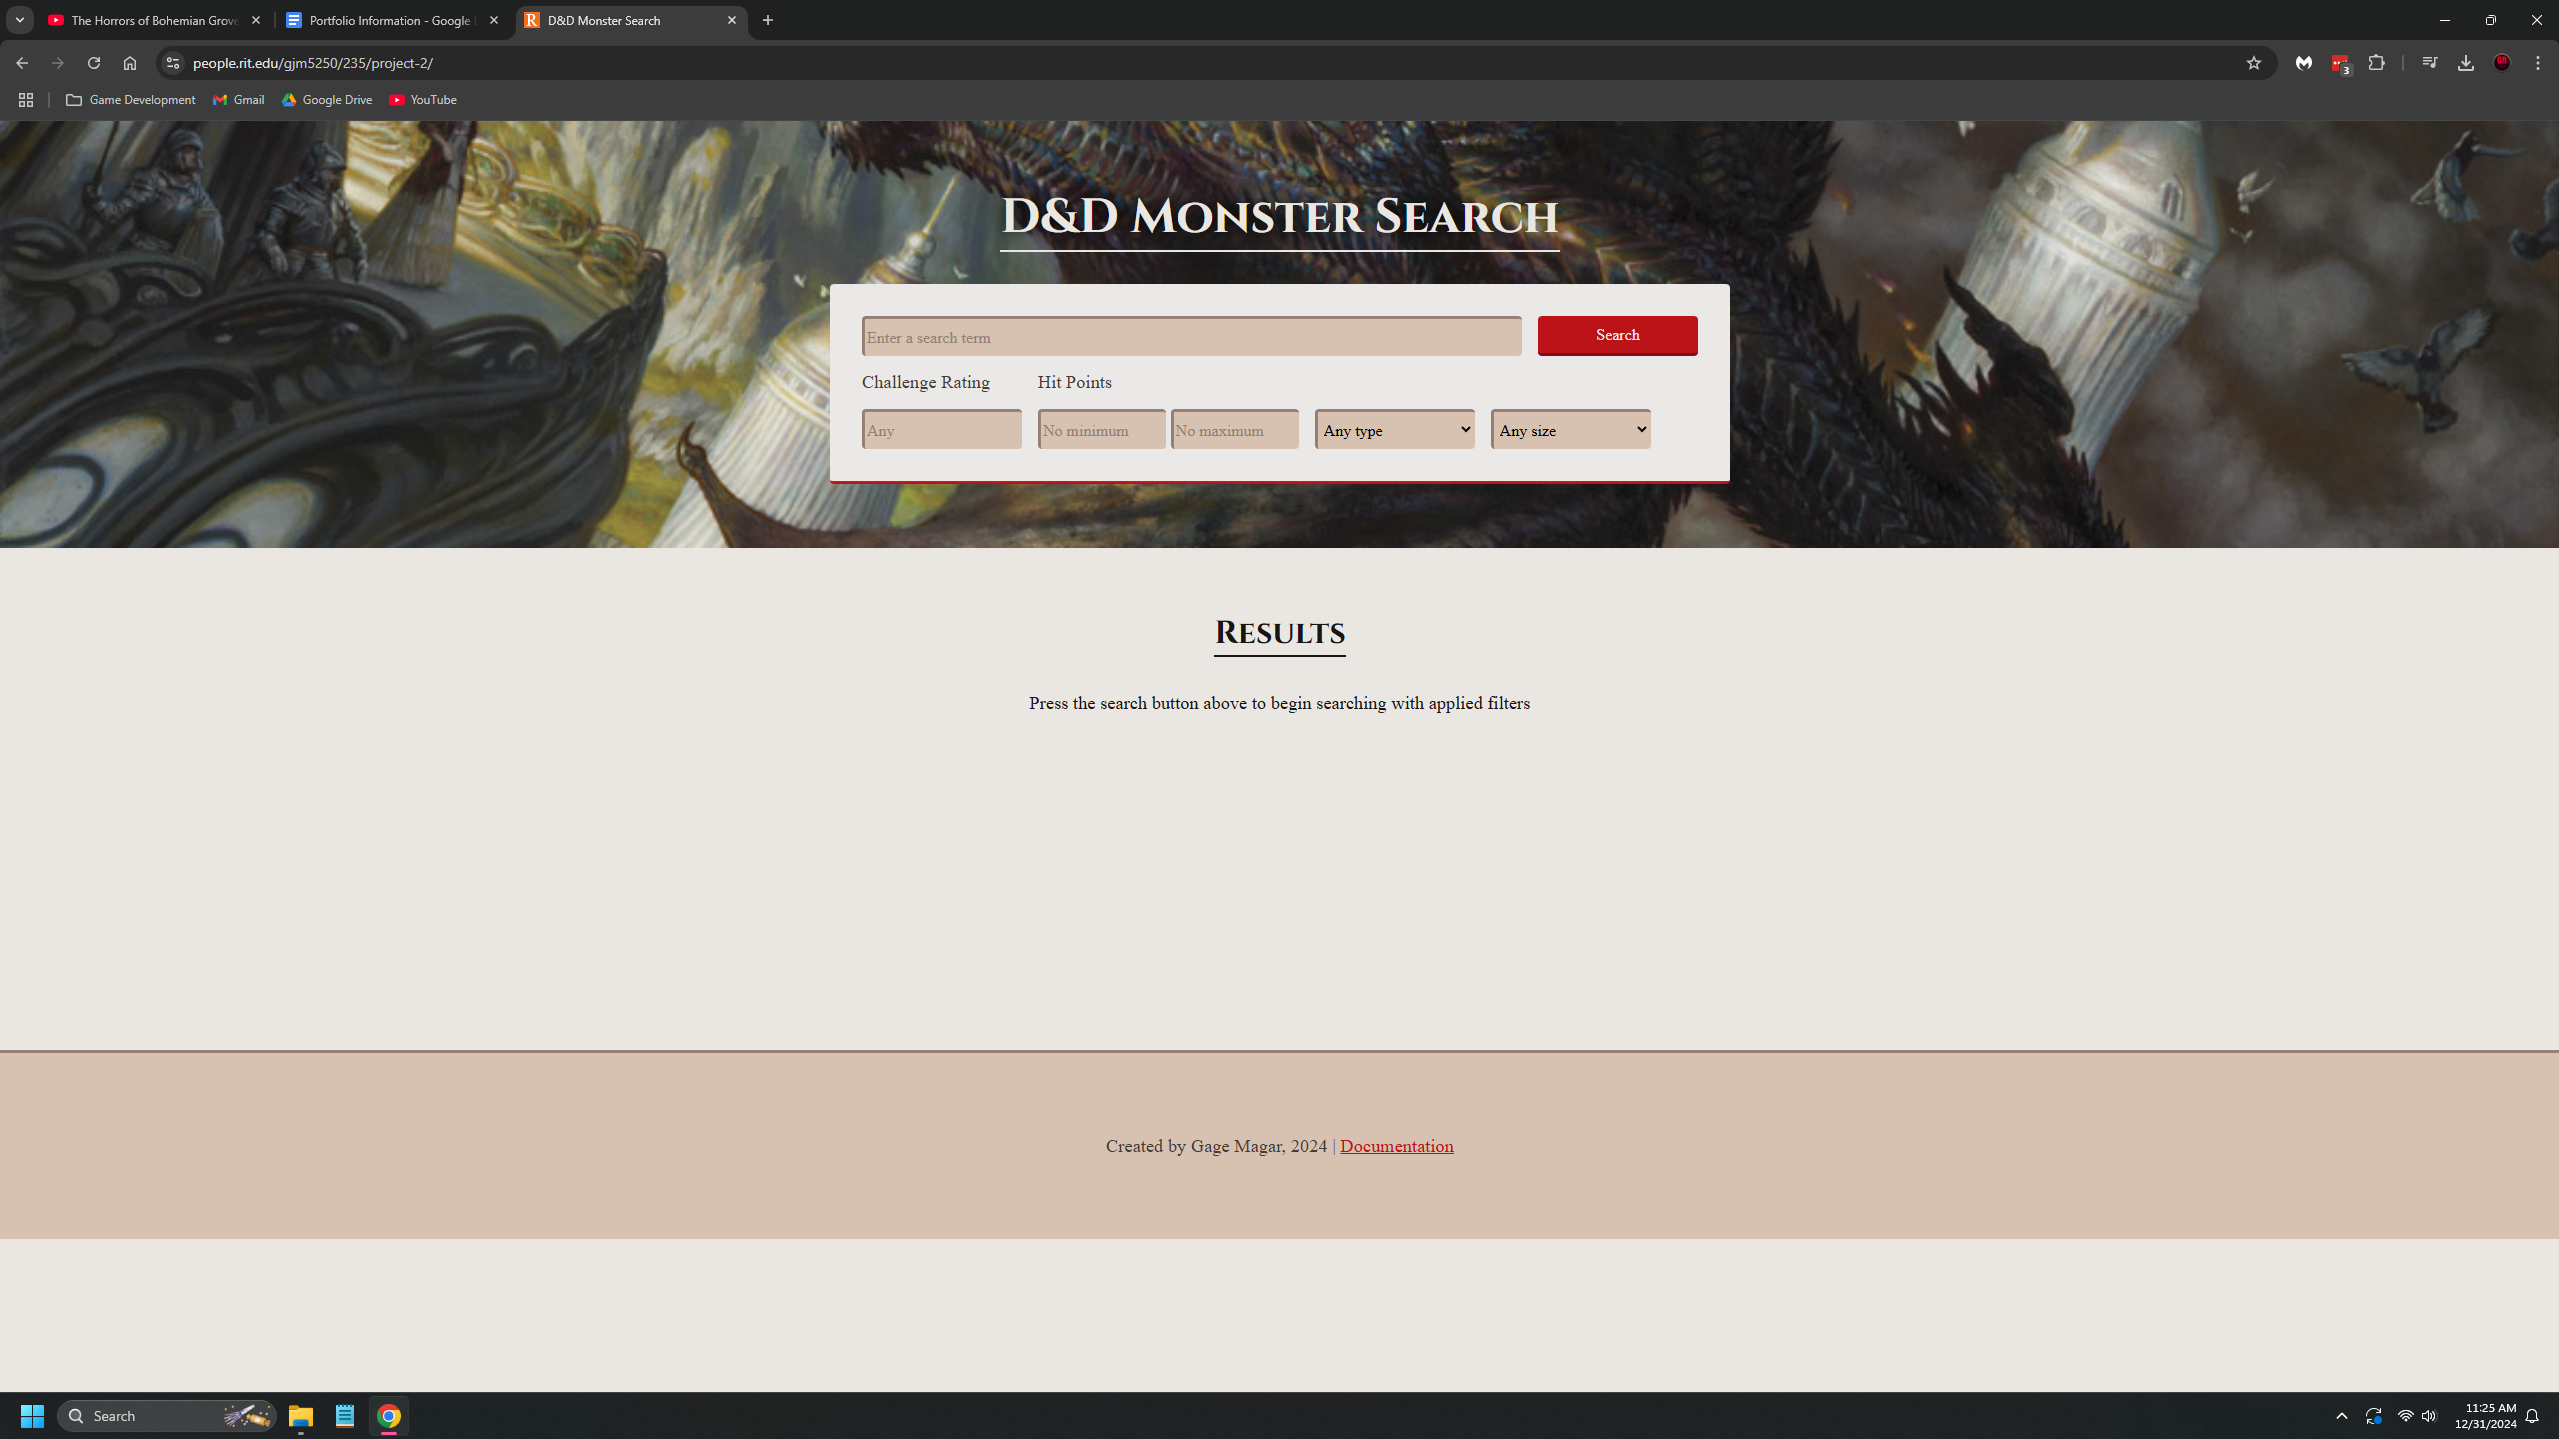 The Horrors of Bohemian Grove
Portfolio Information - Google
D&D Monster Search
people.rit.edu/gjm5250/235/project-2/
3
Game Development
Gmail
Google Drive
YouTube
D&D Monster Search
Enter a search term
Search
Challenge Rating
Hit Points
Any
No minimum
No maximum
Any type
Any size
Results
Press the search button above to begin searching with applied filters
Created by Gage Magar, 2024 | Documentation
Search
11:25 AM
12/31/2024